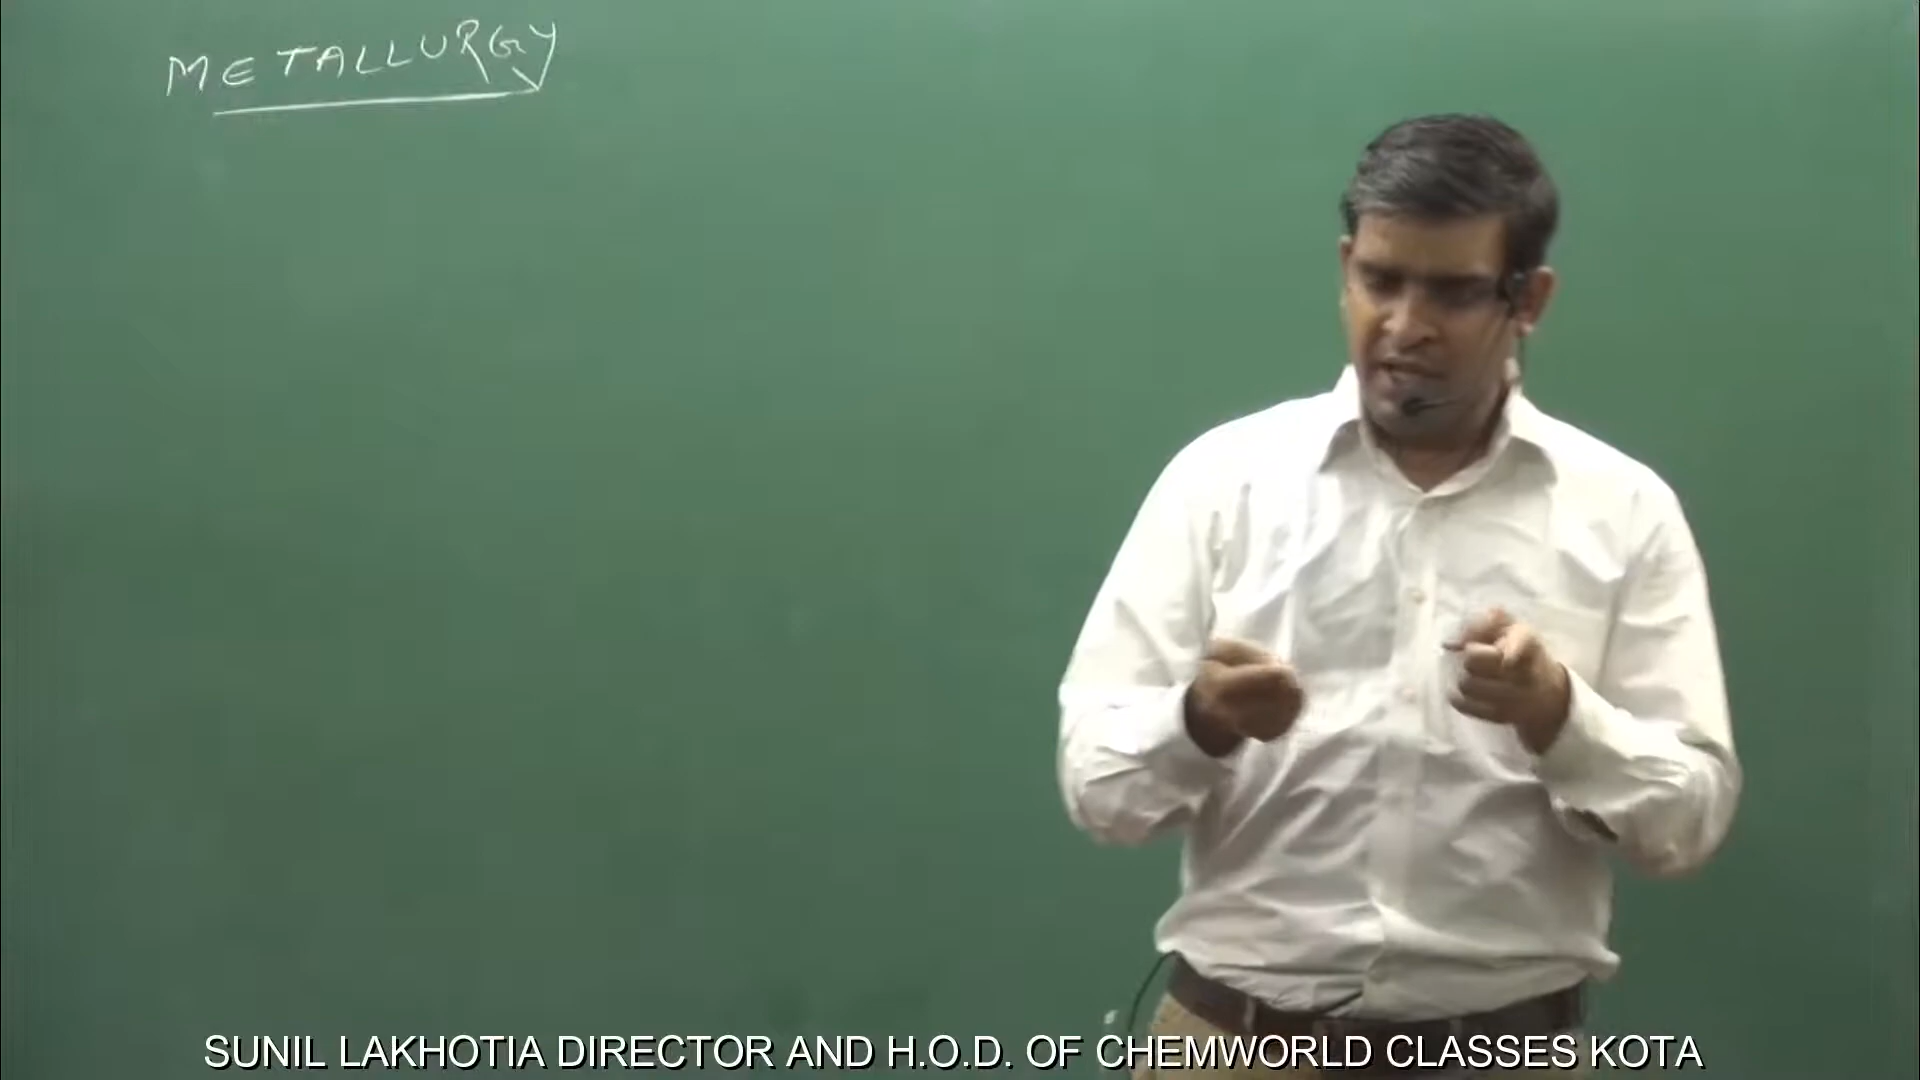 METALLURGY
SUNIL LAKHOTIA DIRECTOR AND H.O.D. OF CHEMWORLD CLASSES KOTA